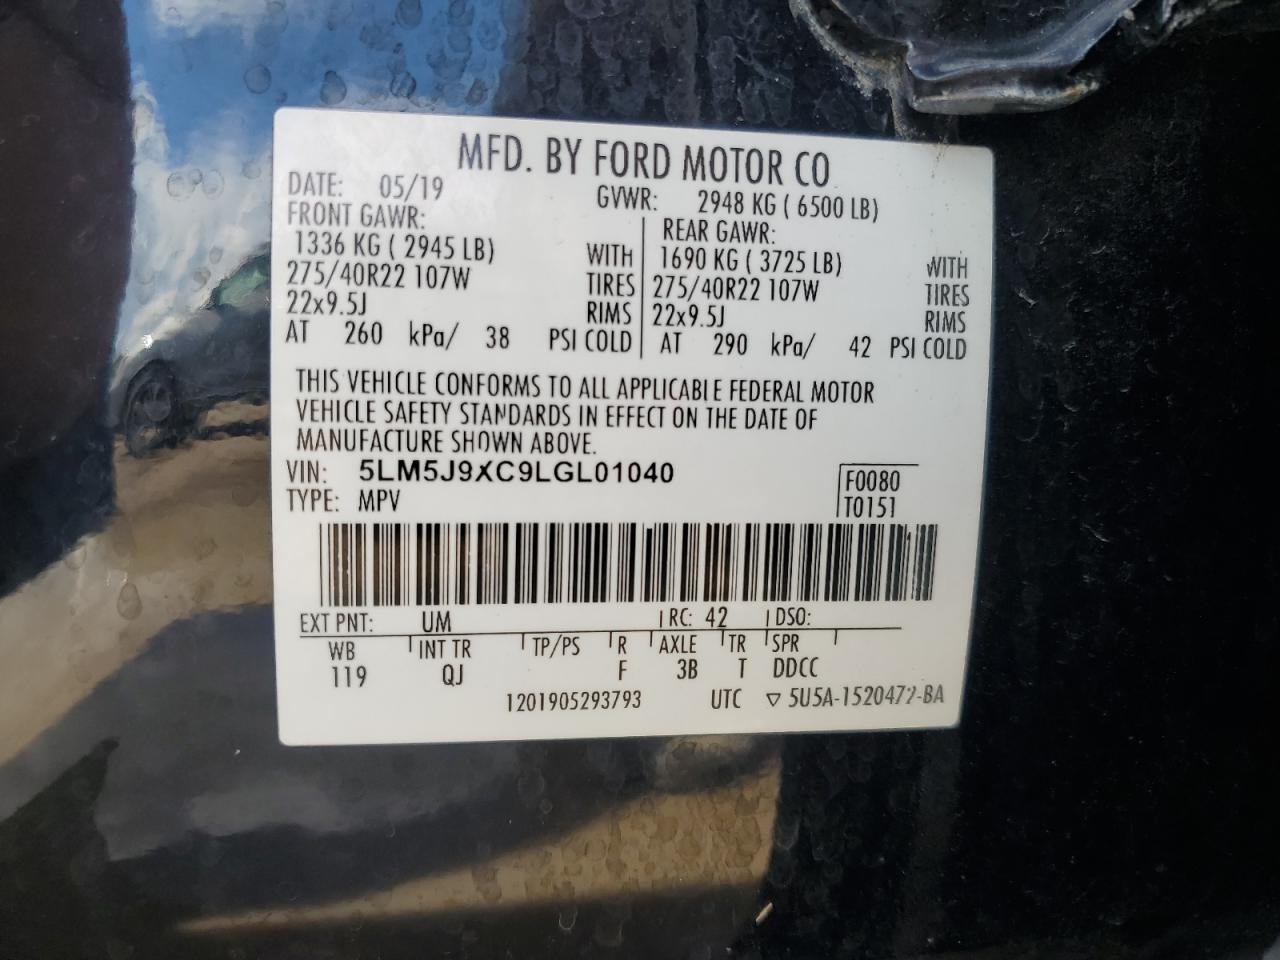 MFD. BY FORD MOTOR CO
DATE: 05/19 GVWR: 2948 KG ( 6500 LB)
FRONT GAWR: REAR GAWR:
1336 KG ( 2945 LB) WITH 1690 KG ( 3725 LB) WITH
275/40R22 107W TIRES 275/40R22 107W TIRES
22x9.5J RIMS 22x9.5J RIMS
AT 260 kPa/ 38 PSI COLD AT 290 kPa/ 42 PSI COLD
THIS VEHICLE CONFORMS TO ALL APPLICABLE FEDERAL MOTOR
VEHICLE SAFETY STANDARDS IN EFFECT ON THE DATE OF
MANUFACTURE SHOWN ABOVE.
VIN: 5LM5J9XC9LGL01040 F0080
TYPE: MPV T0151
EXT PNT: UM RC: 42 DSO:
WB INT TR TP/PS R AXLE TR SPR
119 QJ F 3B T DDCC
1201905293793 UTC ▽ 5U5A-1520472-BA